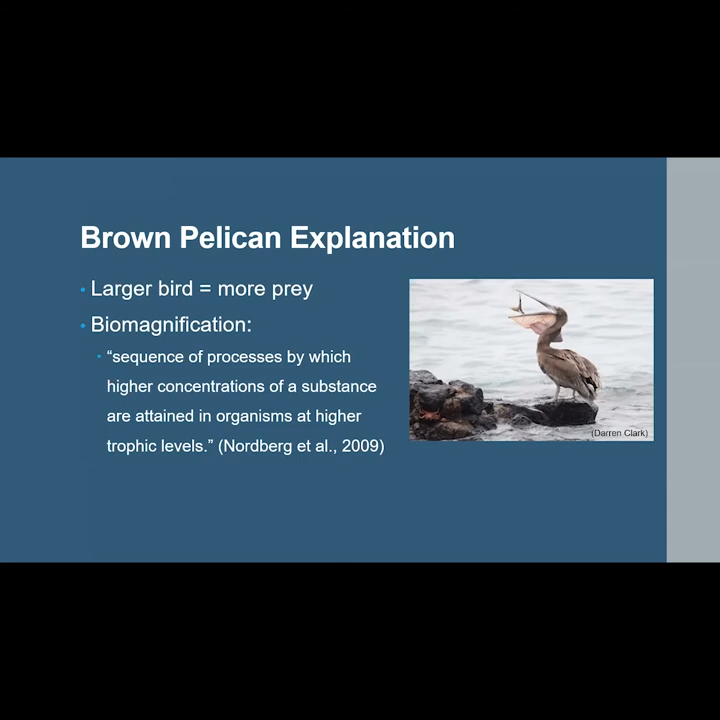 Brown Pelican Explanation
• Larger bird = more prey
• Biomagnification:
• “sequence of processes by which
higher concentrations of a substance
are attained in organisms at higher
trophic levels.” (Nordberg et al., 2009)
(Darren Clark)